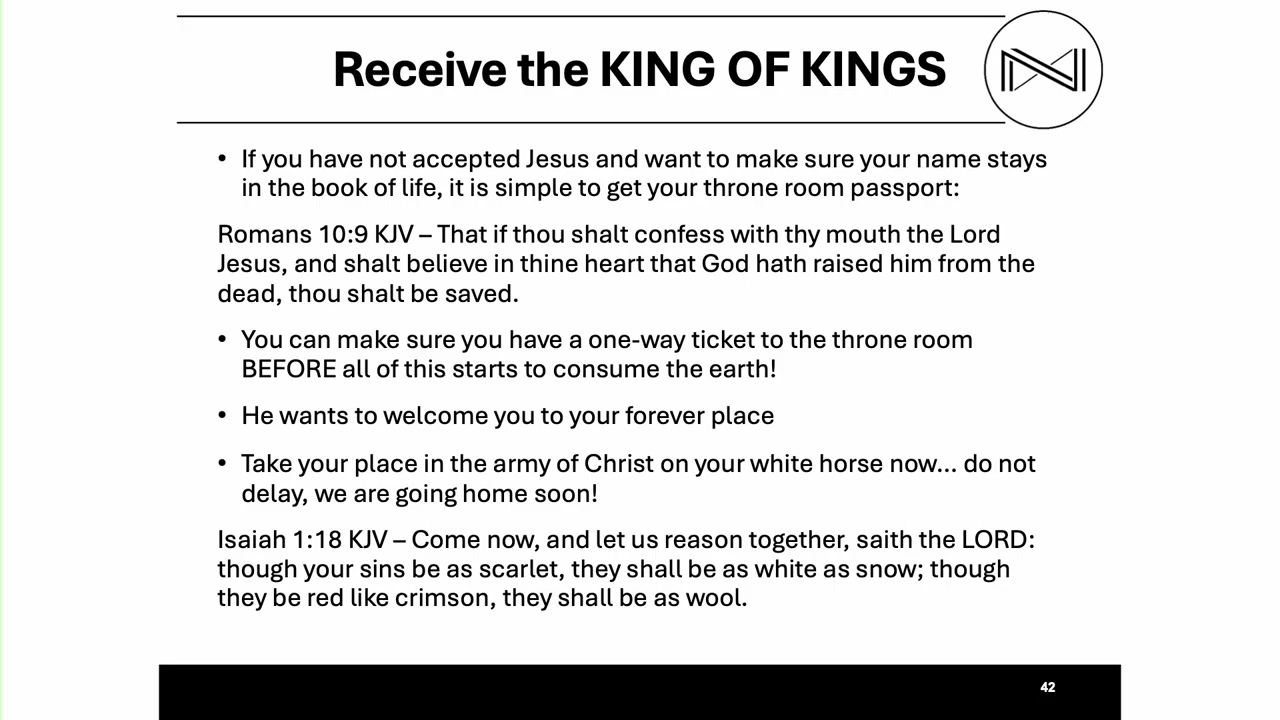 Receive the KING OF KINGS
• If you have not accepted Jesus and want to make sure your name stays
in the book of life, it is simple to get your throne room passport:
Romans 10:9 KJV – That if thou shalt confess with thy mouth the Lord
Jesus, and shalt believe in thine heart that God hath raised him from the
dead, thou shalt be saved.
• You can make sure you have a one-way ticket to the throne room
BEFORE all of this starts to consume the earth!
• He wants to welcome you to your forever place
• Take your place in the army of Christ on your white horse now... do not
delay, we are going home soon!
Isaiah 1:18 KJV – Come now, and let us reason together, saith the LORD:
though your sins be as scarlet, they shall be as white as snow; though
they be red like crimson, they shall be as wool.
42